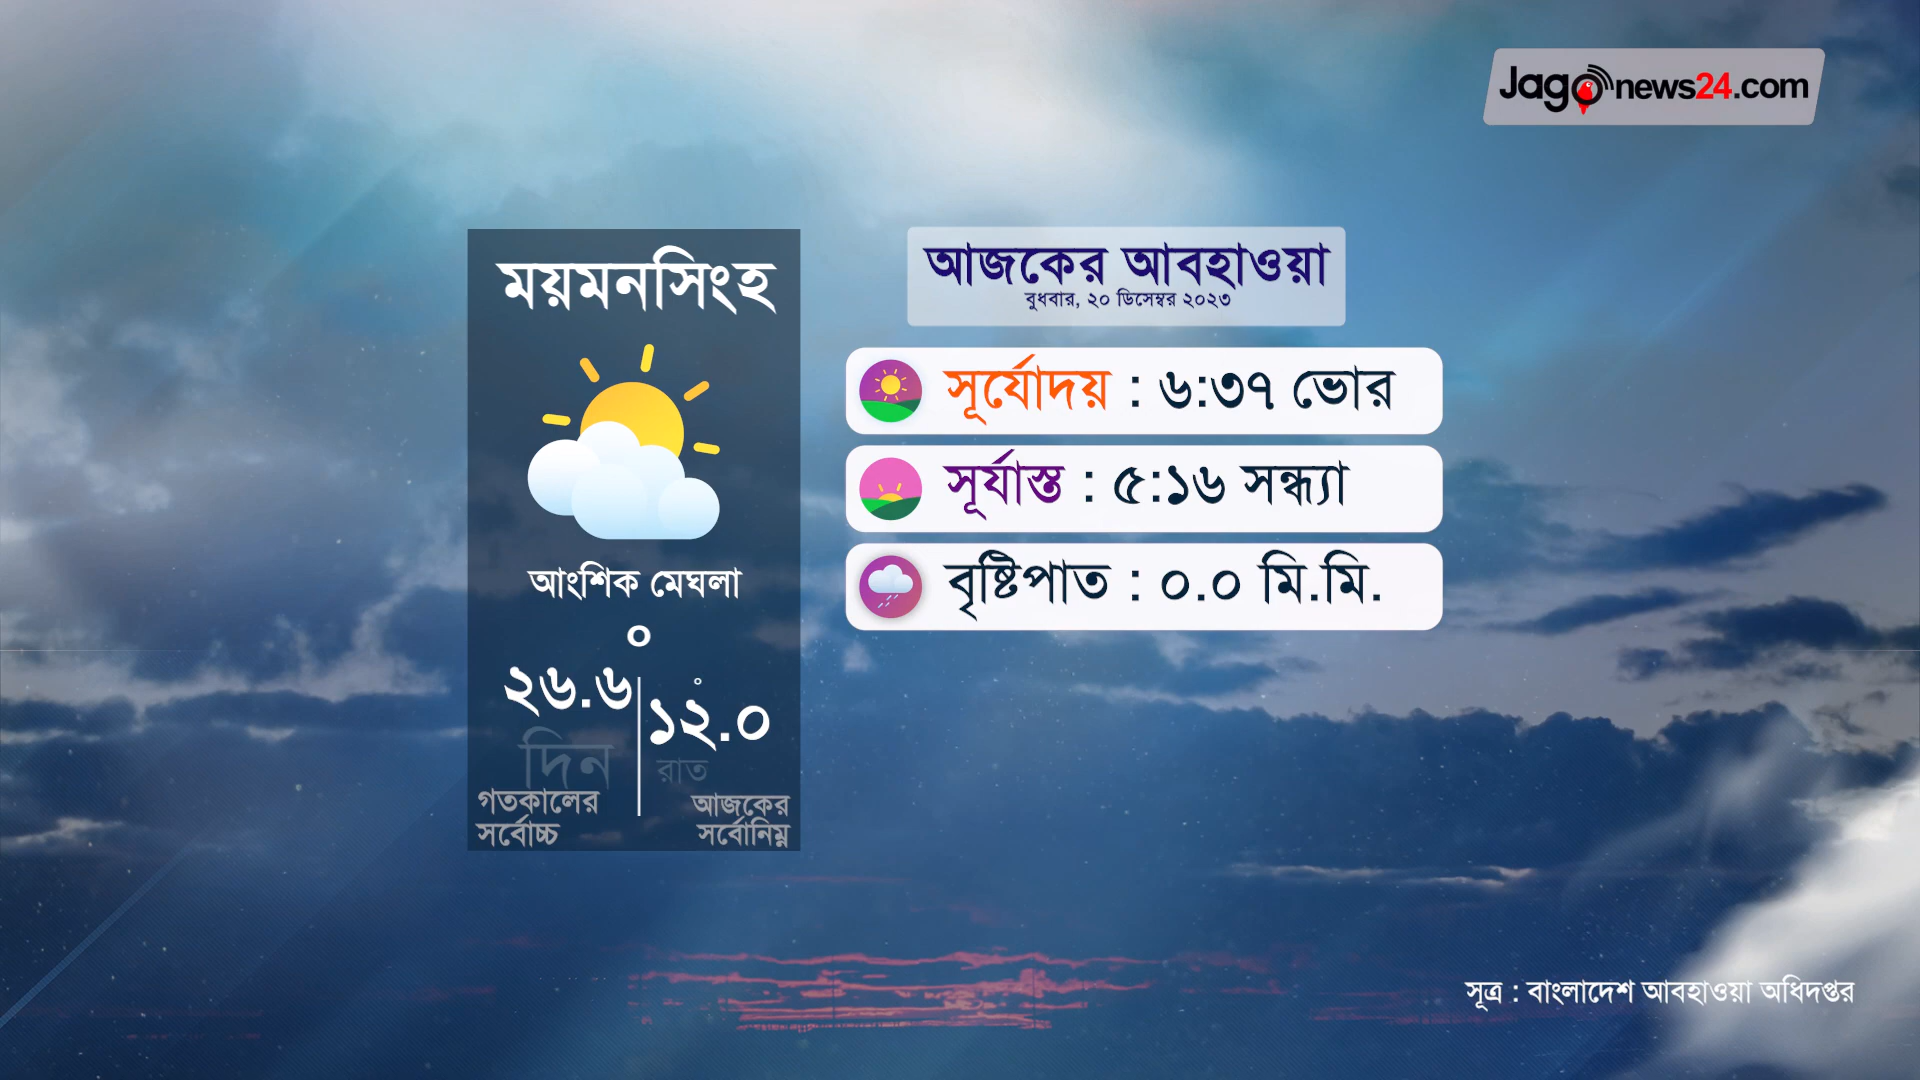 Jagonews24.com
ময়মনসিংহ
আংশিক মেঘলা
২৬.৬°
১২.০°
দিন
রাত
গতকালের
সর্বোচ্চ
আজকের
সর্বোনিম্ন
আজকের আবহাওয়া
বুধবার, ২০ ডিসেম্বর ২০২৩
সূর্যোদয় : ৬:৩৭ ভোর
সূর্যাস্ত : ৫:১৬ সন্ধ্যা
বৃষ্টিপাত : ০.০ মি.মি.
সূত্র : বাংলাদেশ আবহাওয়া অধিদপ্তর